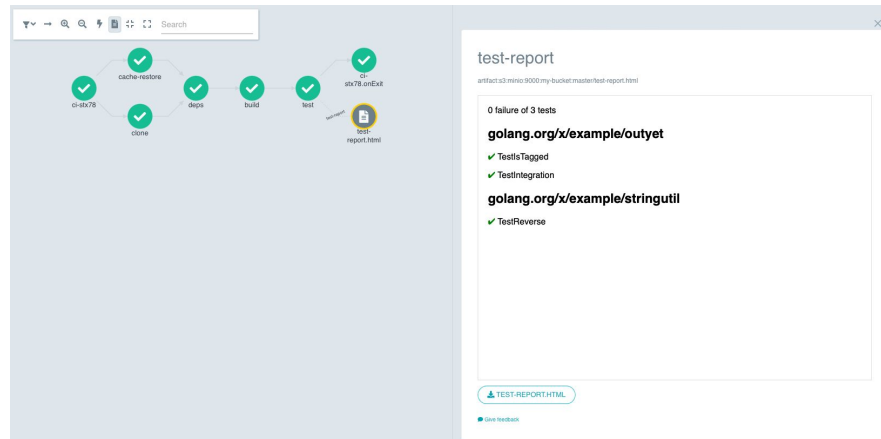 Search
cache-restore
ci-stx78
clone
deps
build
test
ci-
stx78.onExit
test-report
test-
report.html
test-report
artifact:s3:minio:9000:my-bucket:master/test-report.html
0 failure of 3 tests
golang.org/x/example/outyet
✔ TestIsTagged
✔ TestIntegration
golang.org/x/example/stringutil
✔ TestReverse
TEST-REPORT.HTML
Give feedback